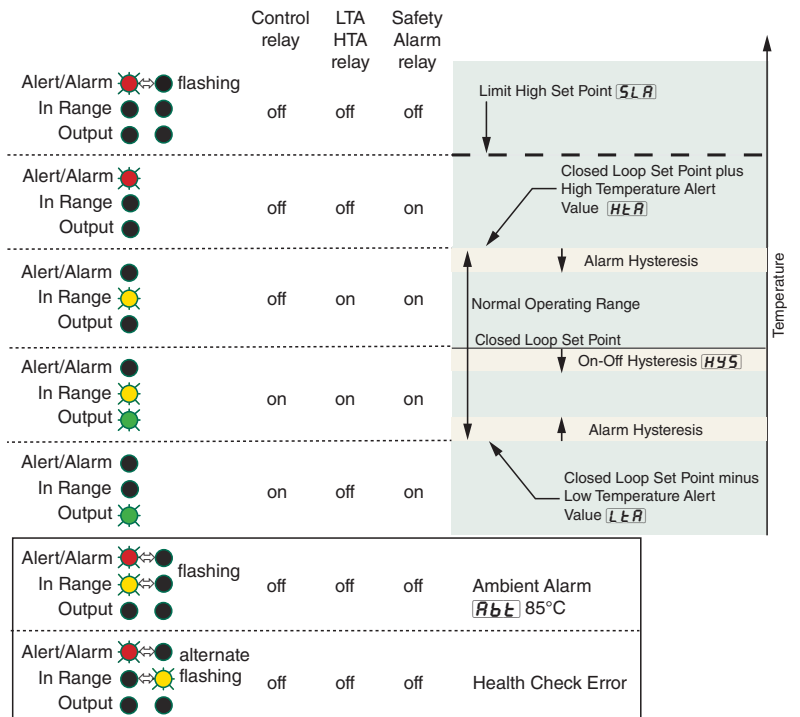 Control relay
LTA HTA relay
Safety Alarm relay
Alert/Alarm flashing
In Range
Output
off off off
Limit High Set Point SLA
Alert/Alarm
In Range
Output
off off on
Closed Loop Set Point plus
High Temperature Alert
Value HtA
Alert/Alarm
In Range
Output
off on on
Alarm Hysteresis
Normal Operating Range
Closed Loop Set Point
Temperature
Alert/Alarm
In Range
Output
on on on
On-Off Hysteresis HYS
Alarm Hysteresis
Alert/Alarm
In Range
Output
on off on
Closed Loop Set Point minus
Low Temperature Alert
Value LtA
Alert/Alarm
In Range
Output
flashing
off off off
Ambient Alarm
Abt 85°C
Alert/Alarm
In Range
Output
alternate
flashing
off off off
Health Check Error